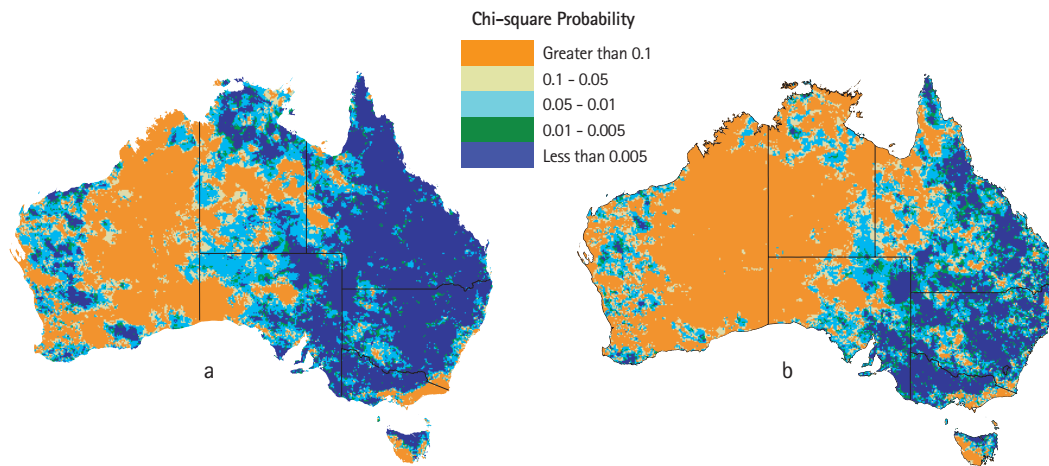 Chi-square Probability
Greater than 0.1
0.1 - 0.05
0.05 - 0.01
0.01 - 0.005
Less than 0.005
a
b